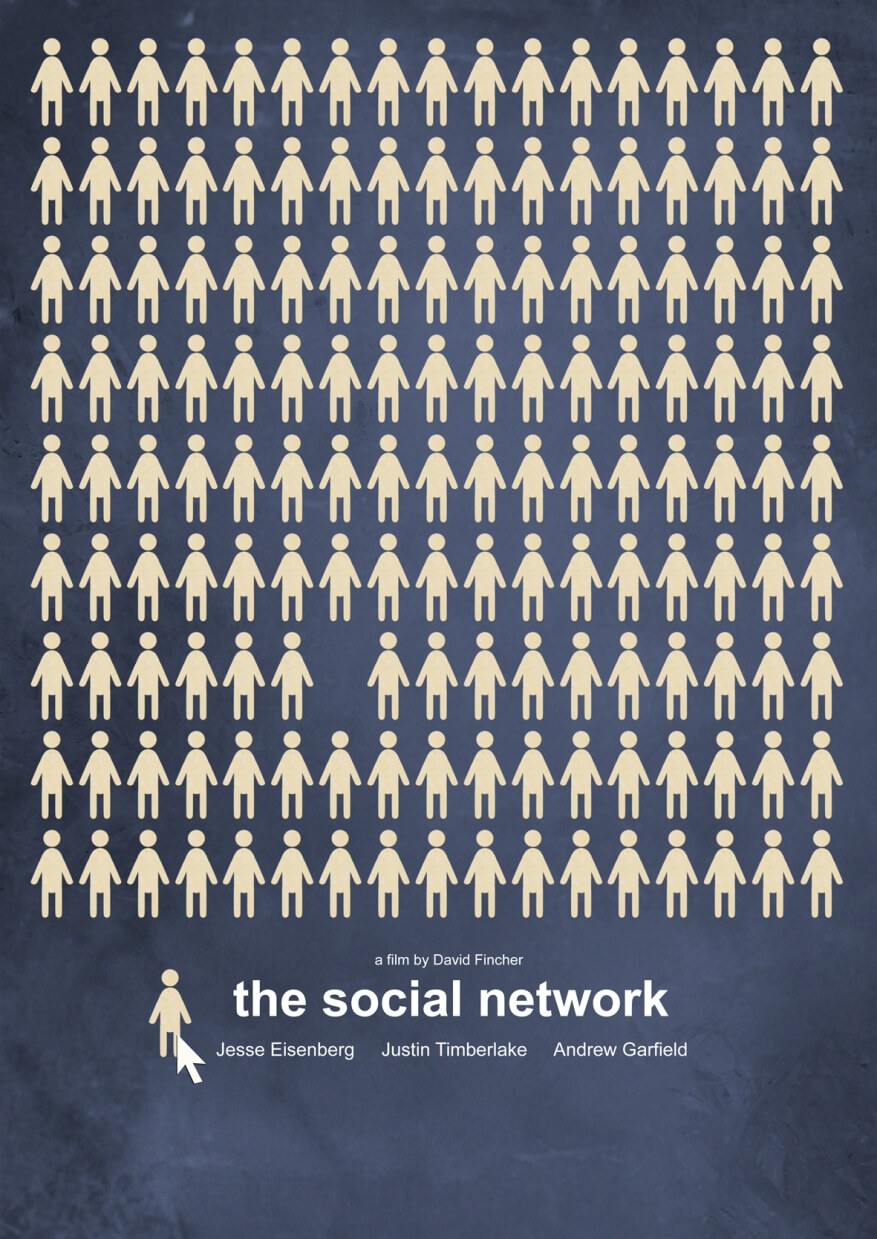 a film by David Fincher
the social network
Jesse Eisenberg Justin Timberlake Andrew Garfield